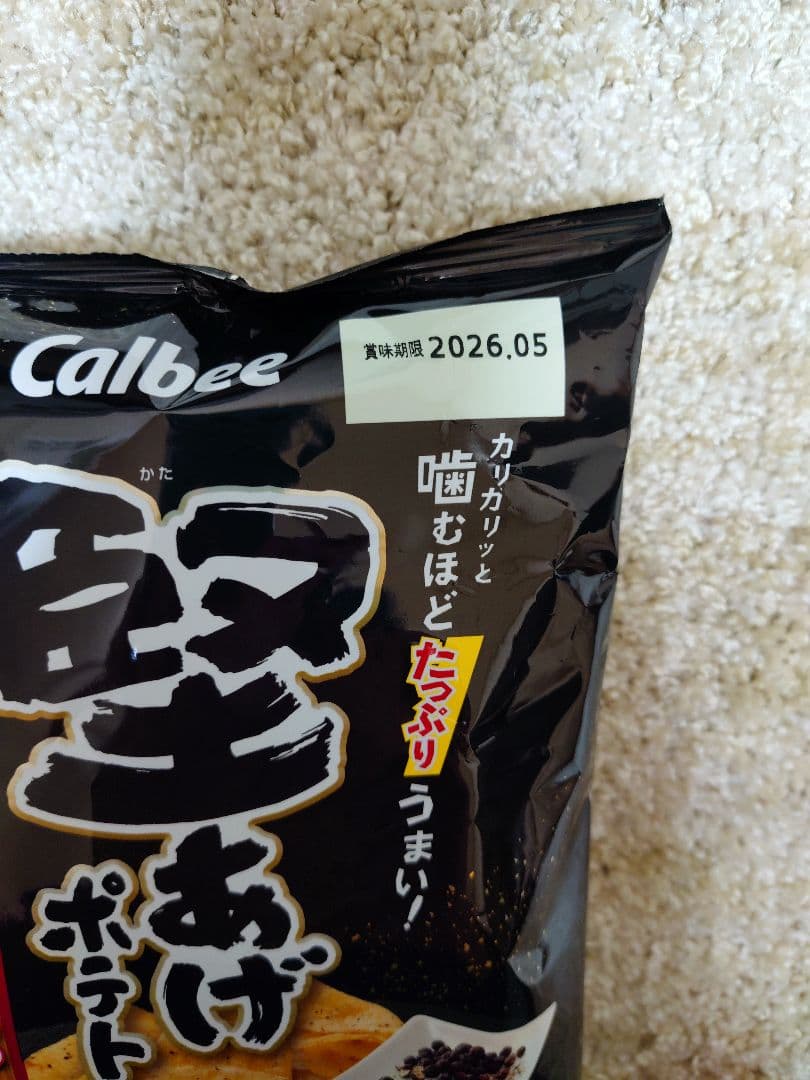 Calbee
賞味期限 2026.05
カリガリッと
噛むほど
たっぷり
うまい!
かた
堅
あげ
ポテト